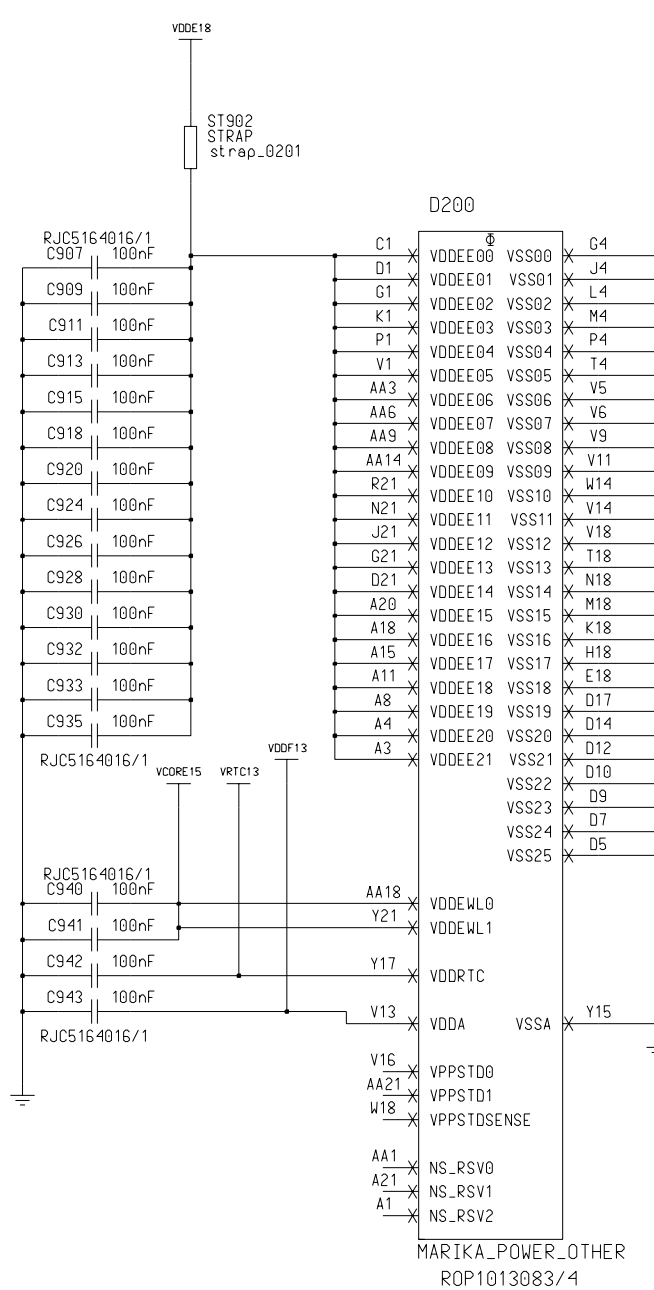 VDDE18
ST902
STRAP
strap_0201
D200
RJC5164016/1
C907 100nF
C909 100nF
C911 100nF
C913 100nF
C915 100nF
C918 100nF
C920 100nF
C924 100nF
C926 100nF
C928 100nF
C930 100nF
C932 100nF
C933 100nF
C935 100nF
RJC5164016/1
Φ
C1 VDDEE00 VSS00 G4
D1 VDDEE01 VSS01 J4
G1 VDDEE02 VSS02 L4
K1 VDDEE03 VSS03 M4
P1 VDDEE04 VSS04 P4
V1 VDDEE05 VSS05 T4
AA3 VDDEE06 VSS06 V5
AA6 VDDEE07 VSS07 V6
AA9 VDDEE08 VSS08 V9
AA14 VDDEE09 VSS09 V11
R21 VDDEE10 VSS10 W14
N21 VDDEE11 VSS11 V14
J21 VDDEE12 VSS12 V18
G21 VDDEE13 VSS13 T18
D21 VDDEE14 VSS14 N18
A20 VDDEE15 VSS15 M18
A18 VDDEE16 VSS16 K18
A15 VDDEE17 VSS17 H18
A11 VDDEE18 VSS18 E18
A8 VDDEE19 VSS19 D17
A4 VDDEE20 VSS20 D14
A3 VDDEE21 VSS21 D12
VSS22 D10
VSS23 D9
VSS24 D7
VSS25 D5
VDDF13
VCORE15 VRTC13
RJC5164016/1
C940 100nF AA18 VDDEWL0
C941 100nF Y21 VDDEWL1
C942 100nF Y17 VDDRTC
C943 100nF V13 VDDA VSSA Y15
RJC5164016/1
V16 VPPSTD0
AA21 VPPSTD1
W18 VPPSTDSENSE
AA1 NS_RSV0
A21 NS_RSV1
A1 NS_RSV2
MARIKA_POWER_OTHER
ROP1013083/4